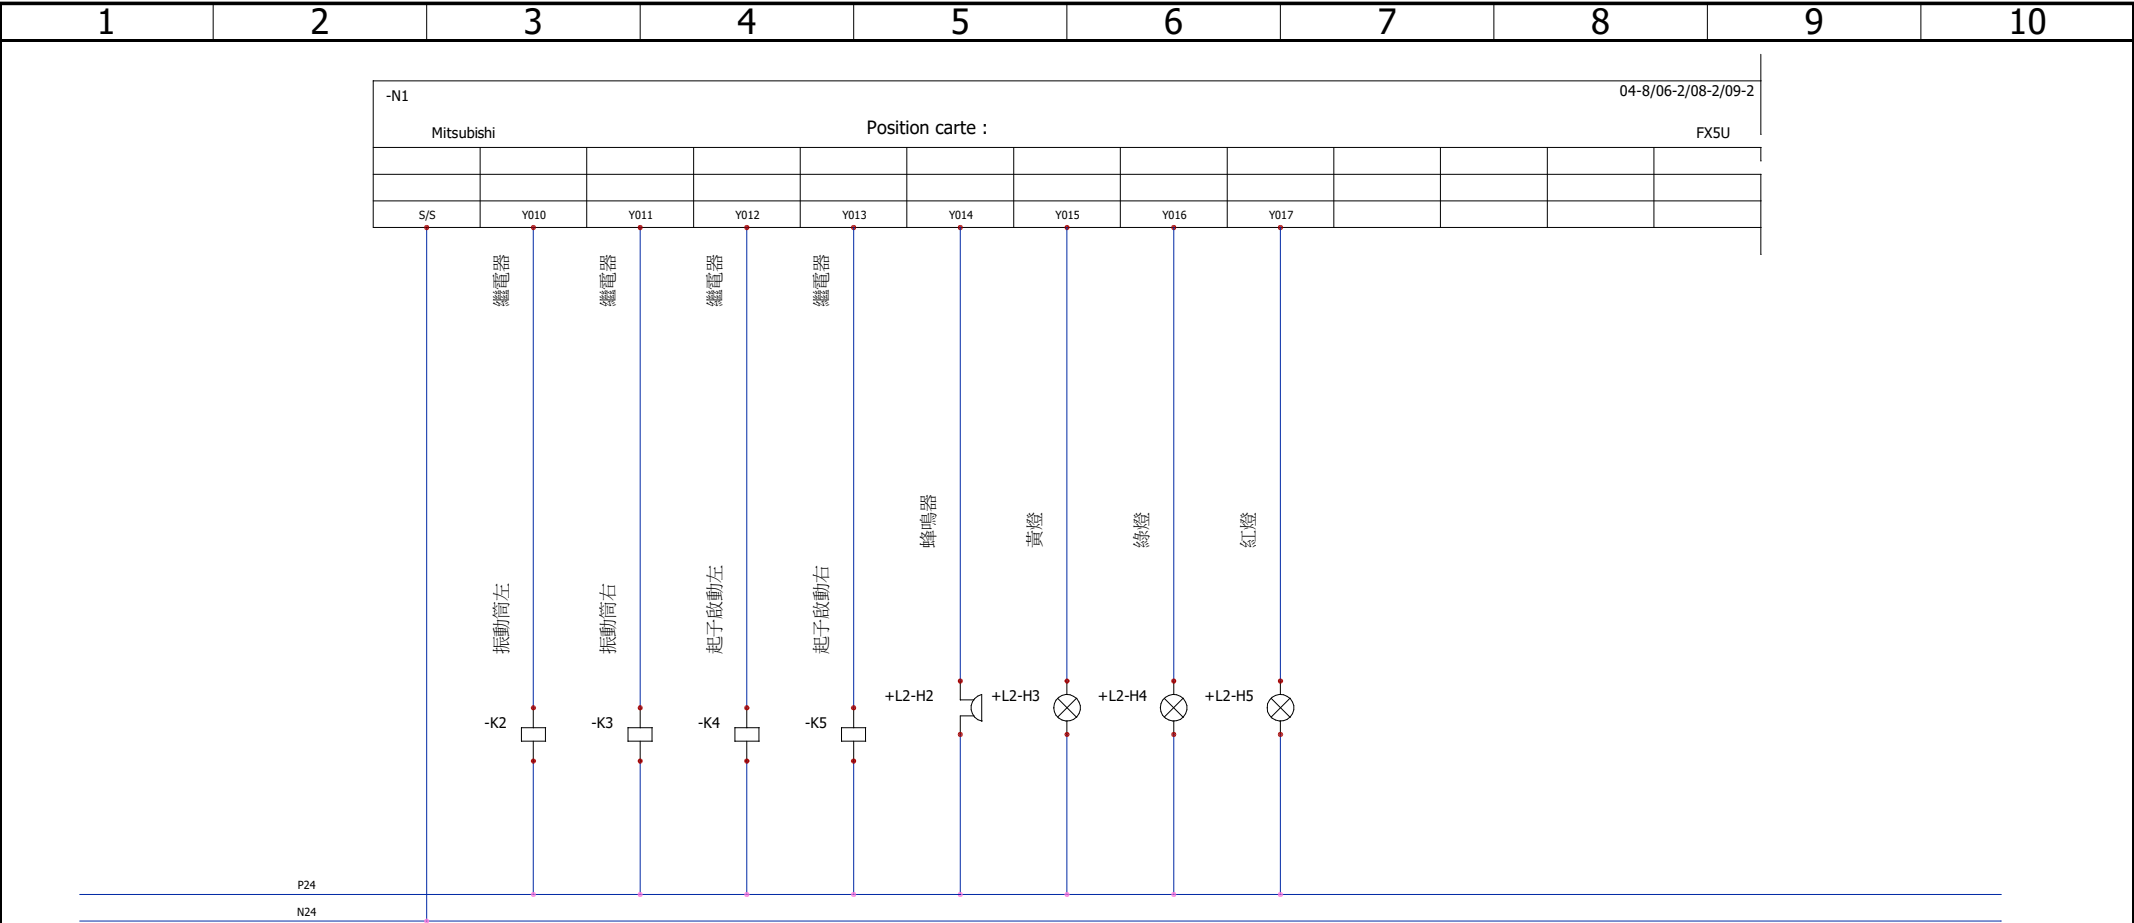 1 2 3 4 5 6 7 8 9 10
-N1 04-8/06-2/08-2/09-2
Mitsubishi Position carte : FX5U
S/S Y010 Y011 Y012 Y013 Y014 Y015 Y016 Y017
繼電器 繼電器 繼電器 繼電器
蜂鳴器 黃燈 綠燈 紅燈
振動筒左 振動筒右 起子啟動左 起子啟動右
+L2-H2 +L2-H3 +L2-H4 +L2-H5
-K2 -K3 -K4 -K5
P24
N24